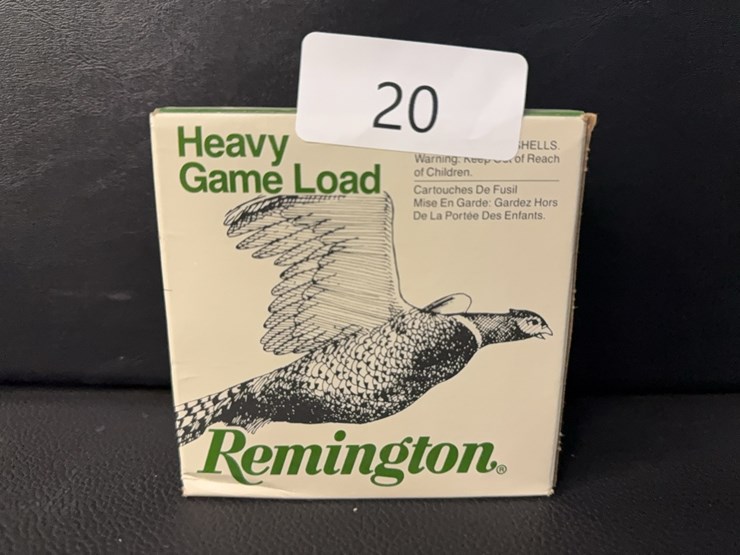 20
Heavy
Game Load
SHELLS.
Warning: Keep Out of Reach
of Children.
Cartouches De Fusil
Mise En Garde: Gardez Hors
De La Portée Des Enfants.
Remington®